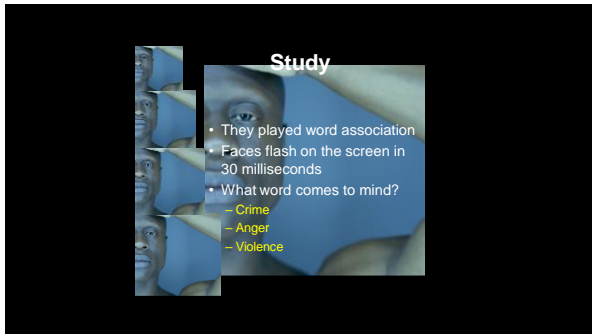 Study
• They played word association
• Faces flash on the screen in
30 milliseconds
• What word comes to mind?
– Crime
– Anger
– Violence